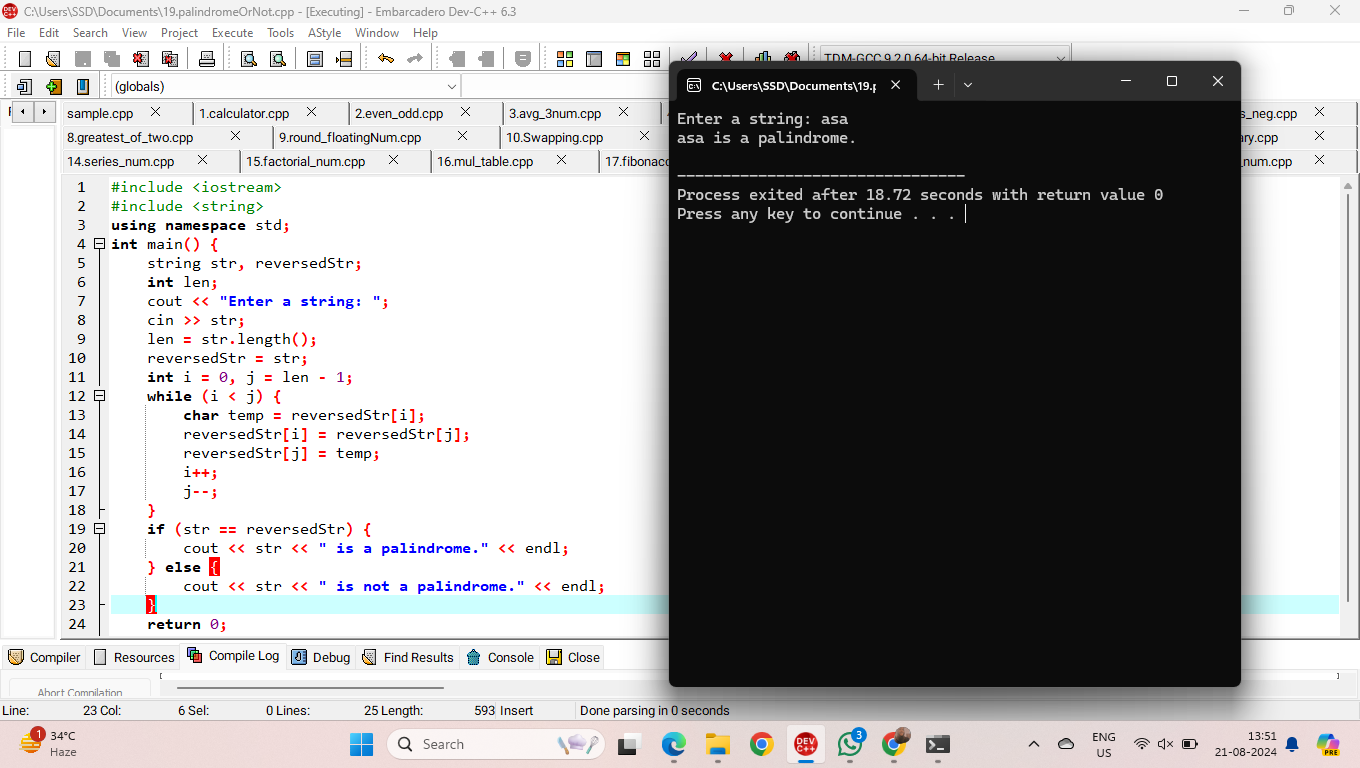 C:\Users\SSD\Documents\19.palindromeOrNot.cpp - [Executing] - Embarcadero Dev-C++ 6.3
File Edit Search View Project Execute Tools AStyle Window Help
TDM-GCC 9.2.0 64-bit Release
(globals)
sample.cpp 1.calculator.cpp 2.even_odd.cpp 3.avg_3num.cpp s_neg.cpp
8.greatest_of_two.cpp 9.round_floatingNum.cpp 10.Swapping.cpp ary.cpp
14.series_num.cpp 15.factorial_num.cpp 16.mul_table.cpp 17.fibonacc _num.cpp
1 #include <iostream>
2 #include <string>
3 using namespace std;
4 int main() {
5 string str, reversedStr;
6 int len;
7 cout << "Enter a string: ";
8 cin >> str;
9 len = str.length();
10 reversedStr = str;
11 int i = 0, j = len - 1;
12 while (i < j) {
13 char temp = reversedStr[i];
14 reversedStr[i] = reversedStr[j];
15 reversedStr[j] = temp;
16 i++;
17 j--;
18 }
19 if (str == reversedStr) {
20 cout << str << " is a palindrome." << endl;
21 } else {
22 cout << str << " is not a palindrome." << endl;
23 }
24 return 0;
C:\Users\SSD\Documents\19.p
Enter a string: asa
asa is a palindrome.
--------------------------------
Process exited after 18.72 seconds with return value 0
Press any key to continue . . .
Compiler Resources Compile Log Debug Find Results Console Close
Abort Compilation
Line: 23 Col: 6 Sel: 0 Lines: 25 Length: 593 Insert Done parsing in 0 seconds
1 34°C
Haze
Search
DEV C++
3
ENG
US
13:51
21-08-2024
PRE